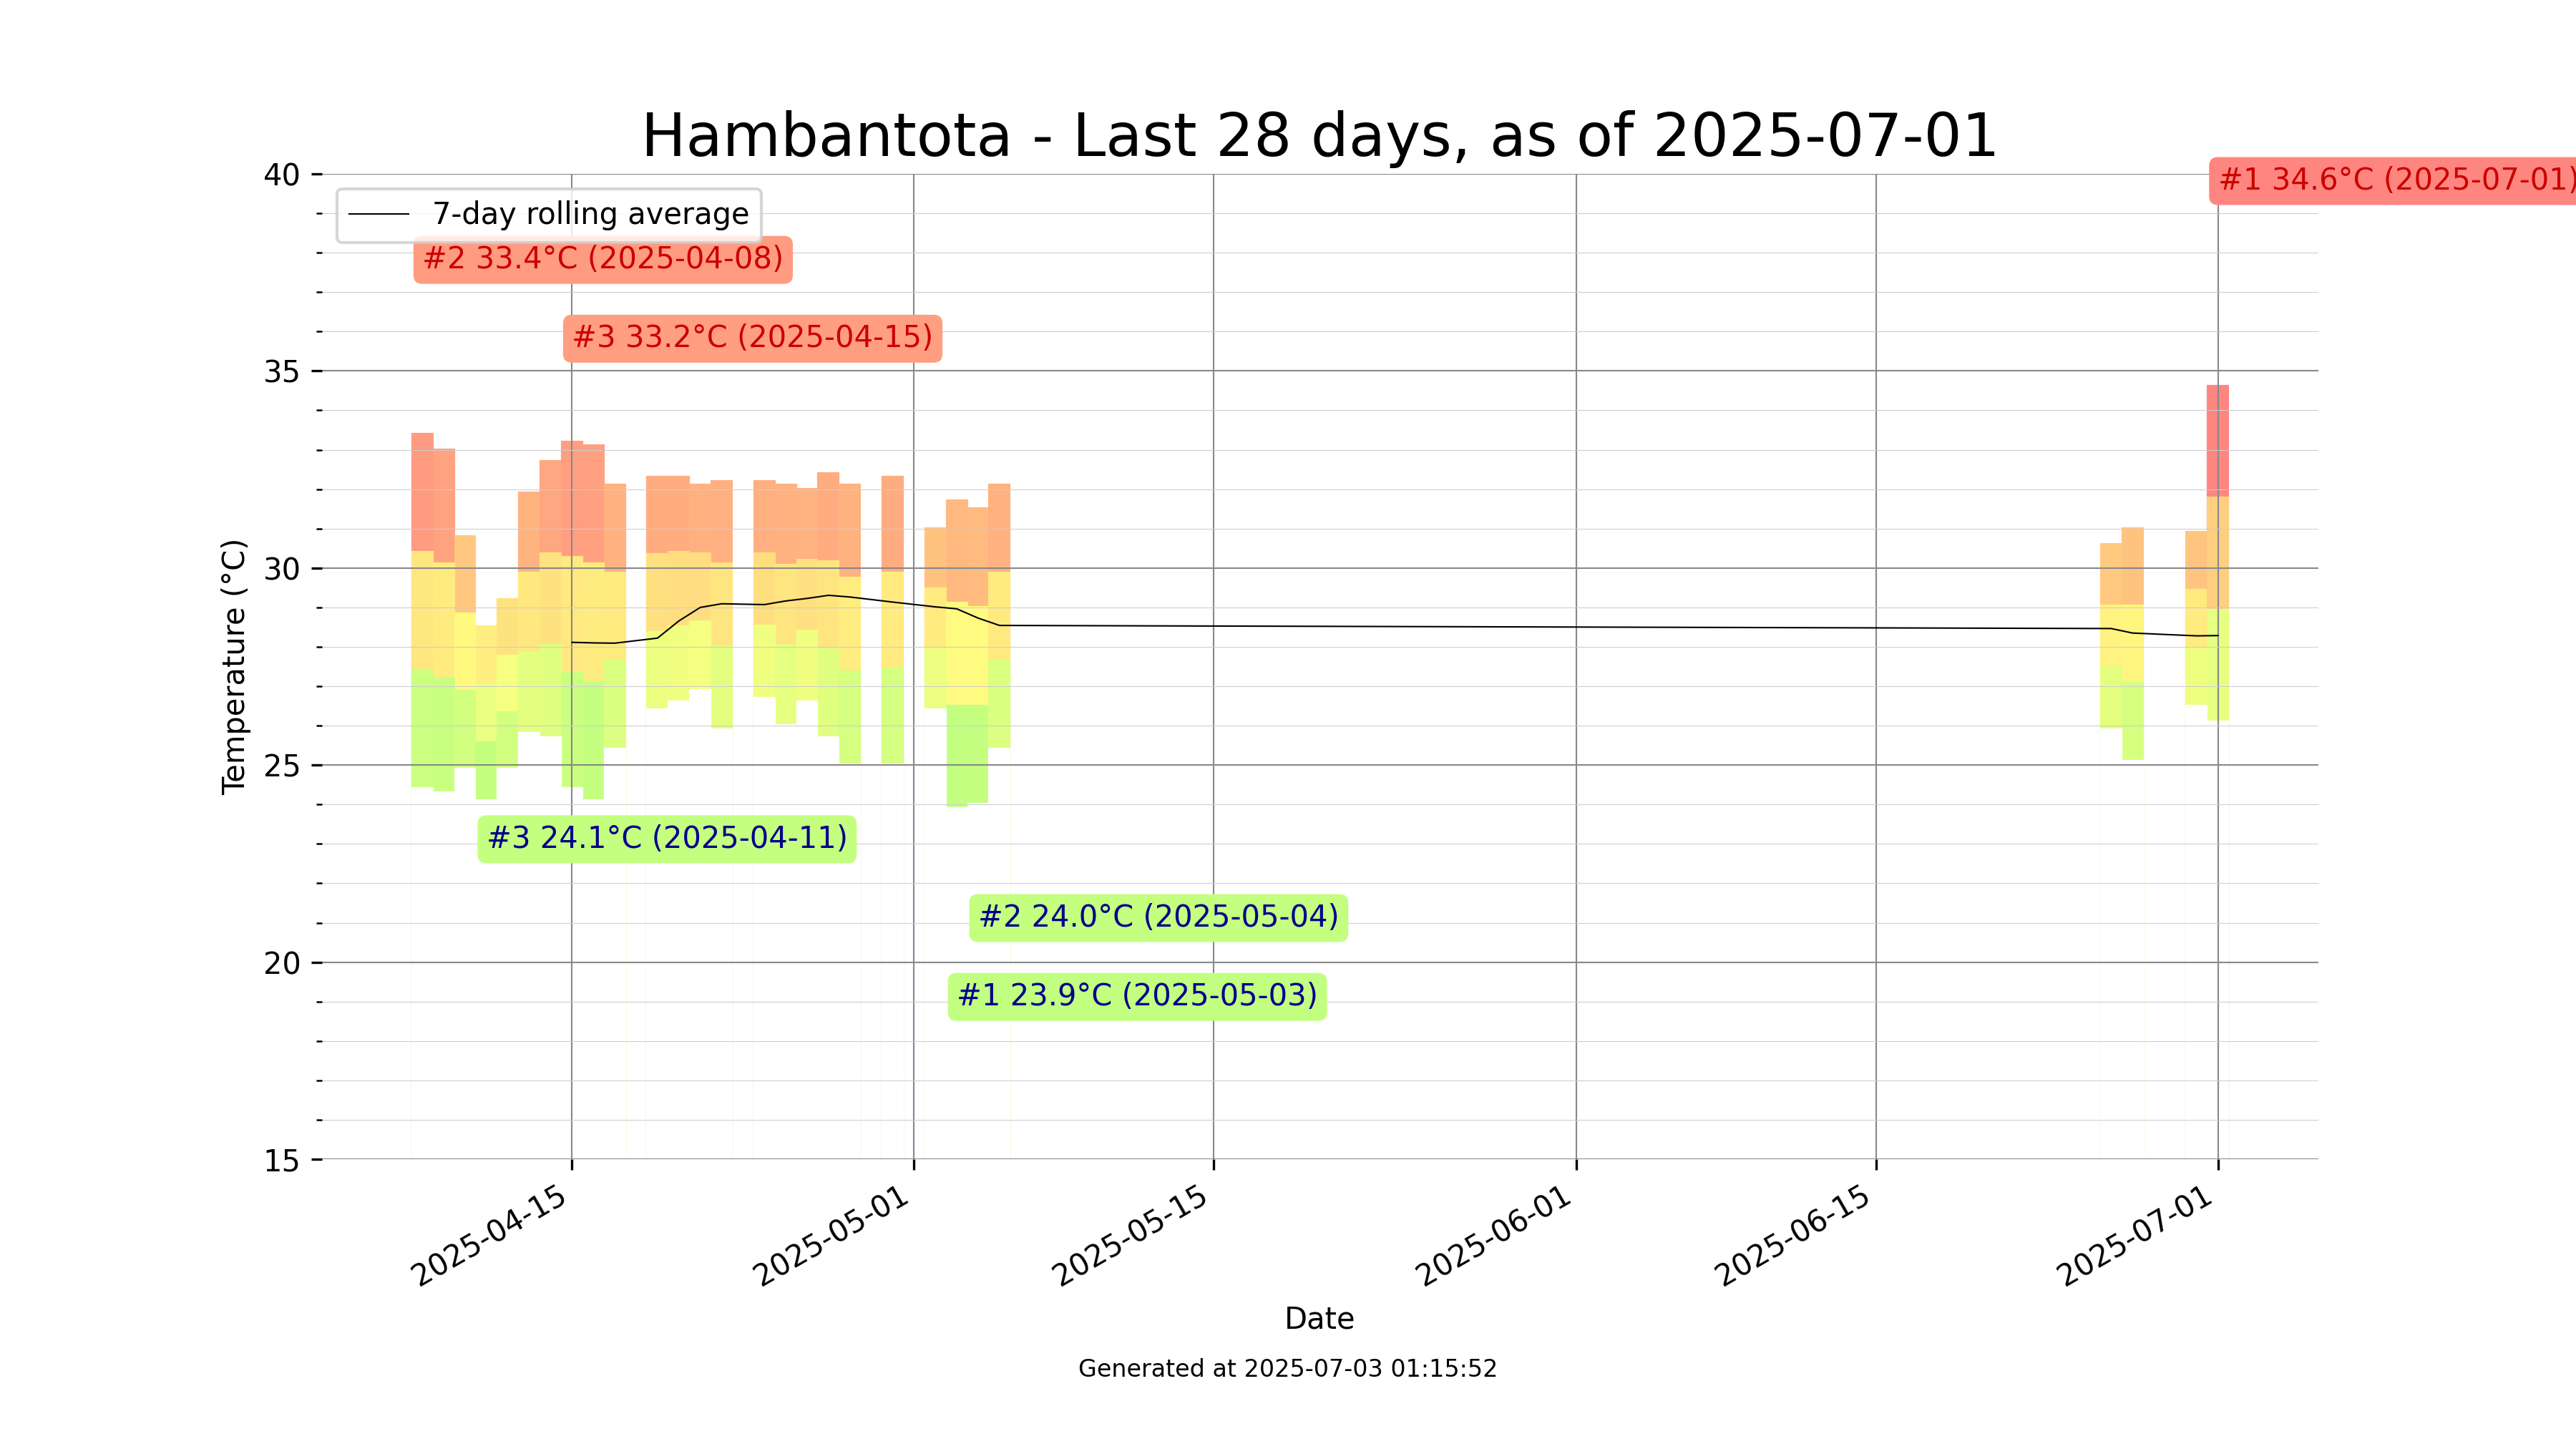 Hambantota - Last 28 days, as of 2025-07-01
40
35
30
25
20
15
Temperature (°C)
7-day rolling average
#1 34.6°C (2025-07-01)
#2 33.4°C (2025-04-08)
#3 33.2°C (2025-04-15)
#3 24.1°C (2025-04-11)
#2 24.0°C (2025-05-04)
#1 23.9°C (2025-05-03)
2025-04-15
2025-05-01
2025-05-15
2025-06-01
2025-06-15
2025-07-01
Date
Generated at 2025-07-03 01:15:52